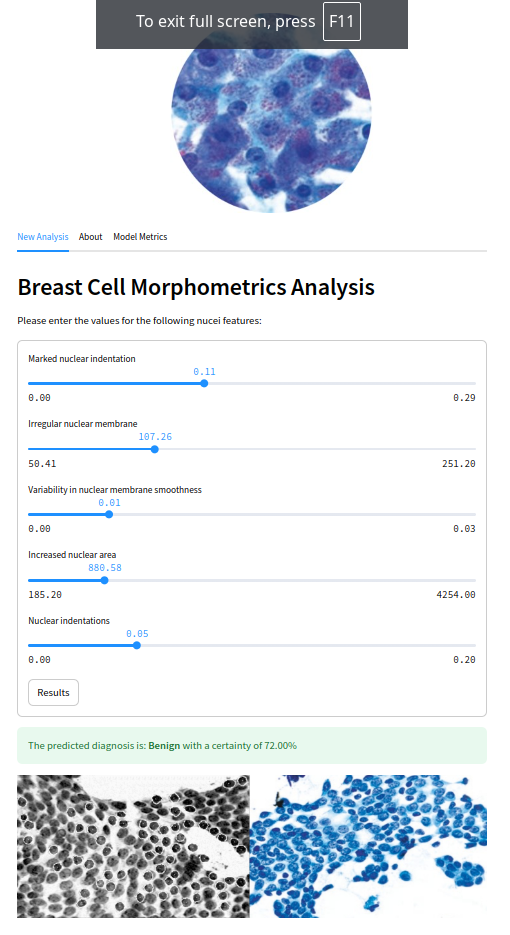 To exit full screen, press F11
New Analysis About Model Metrics
Breast Cell Morphometrics Analysis
Please enter the values for the following nucei features:
Marked nuclear indentation
0.11
0.00 0.29
Irregular nuclear membrane
107.26
50.41 251.20
Variability in nuclear membrane smoothness
0.01
0.00 0.03
Increased nuclear area
880.58
185.20 4254.00
Nuclear indentations
0.05
0.00 0.20
Results
The predicted diagnosis is: Benign with a certainty of 72.00%